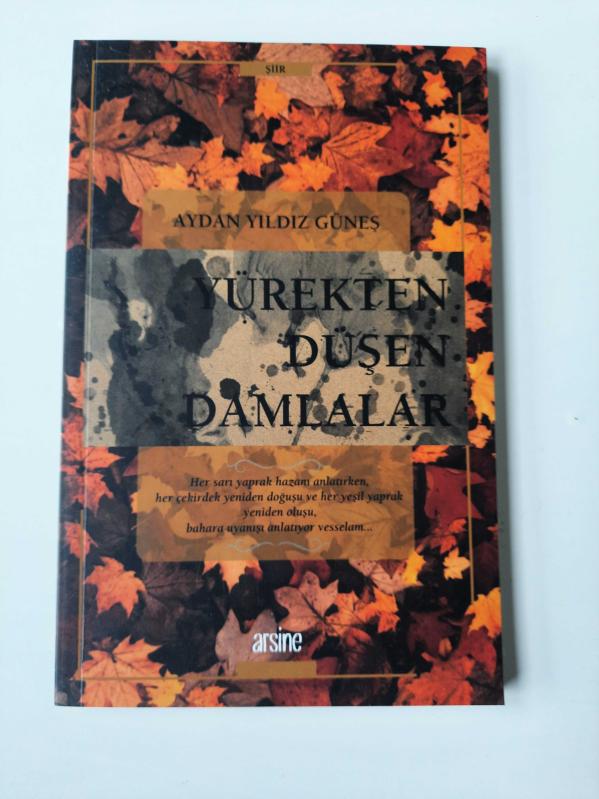 ŞİİR
AYDAN YILDIZ GÜNEŞ
YÜREKTEN
DÜŞEN
DAMLALAR
Her sarı yaprak hazanı anlatırken,
her çekirdek yeniden doğuşu ve her yeşil yaprak
yeniden oluşu,
bahara uyanışı anlatıyor vesselam...
arsine